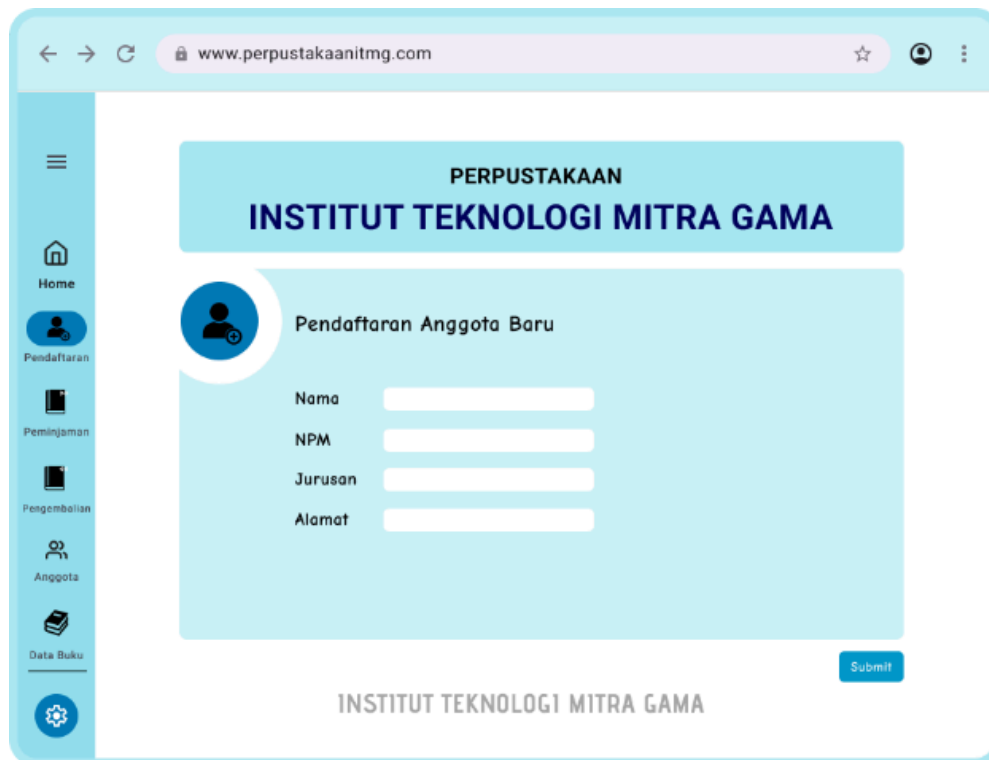 www.perpustakaanitmg.com
PERPUSTAKAAN
INSTITUT TEKNOLOGI MITRA GAMA
Home
Pendaftaran
Peminjaman
Pengembalian
Anggota
Data Buku
Pendaftaran Anggota Baru
Nama
NPM
Jurusan
Alamat
Submit
INSTITUT TEKNOLOGI MITRA GAMA